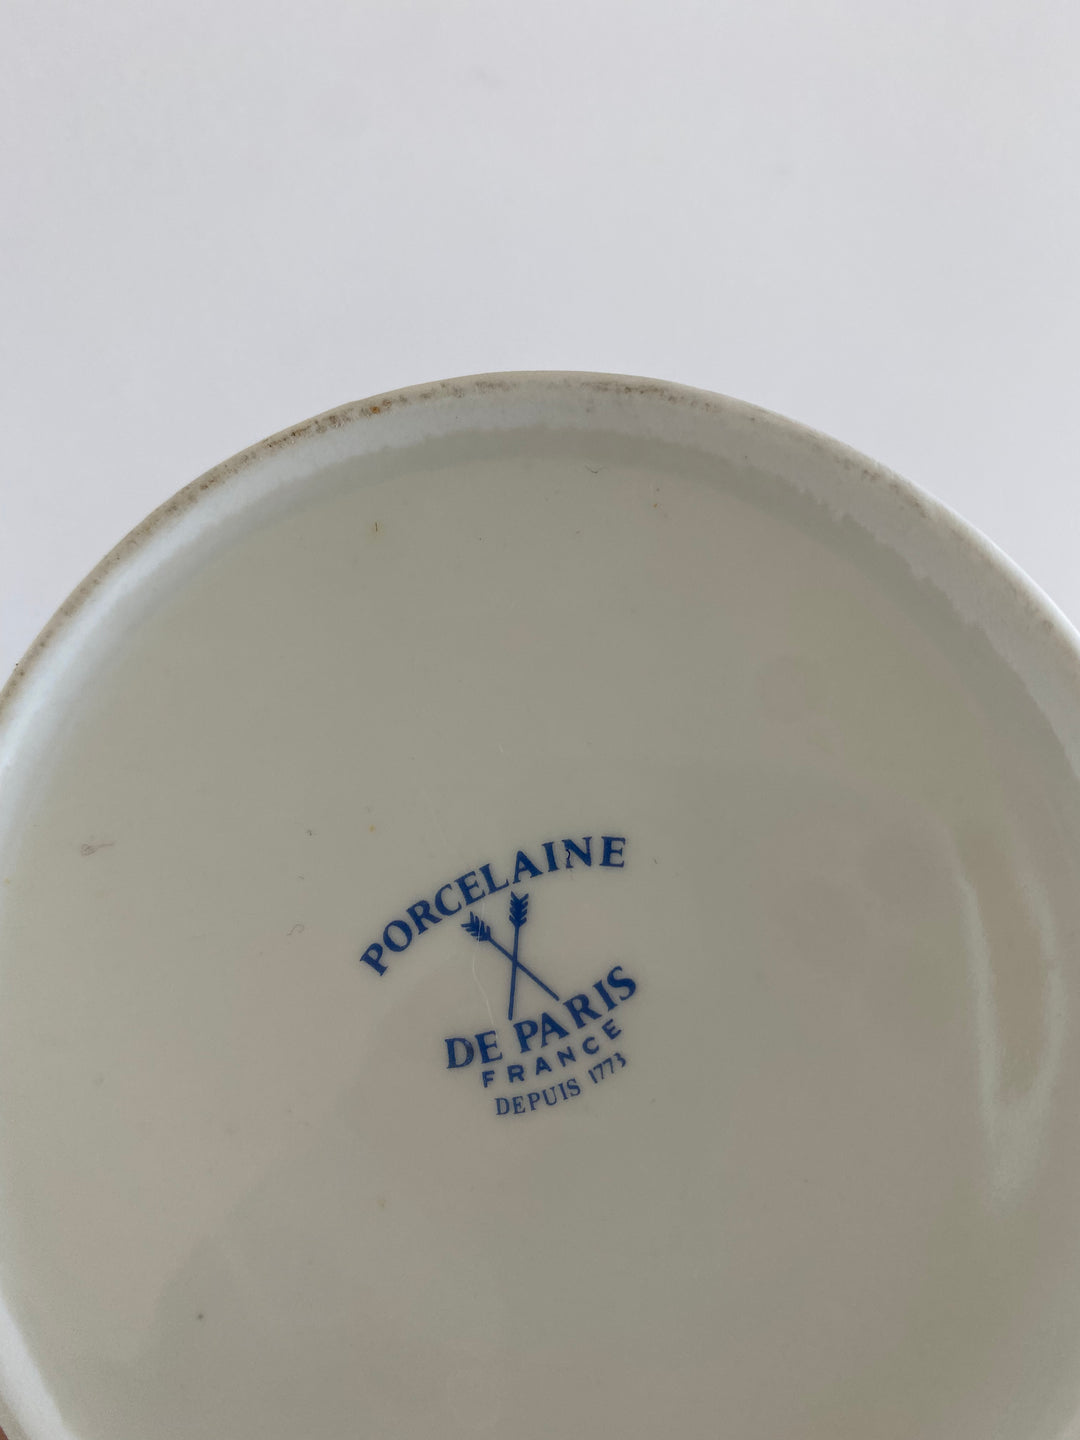 PORCELAINE
DE PARIS
FRANCE
DEPUIS 1773